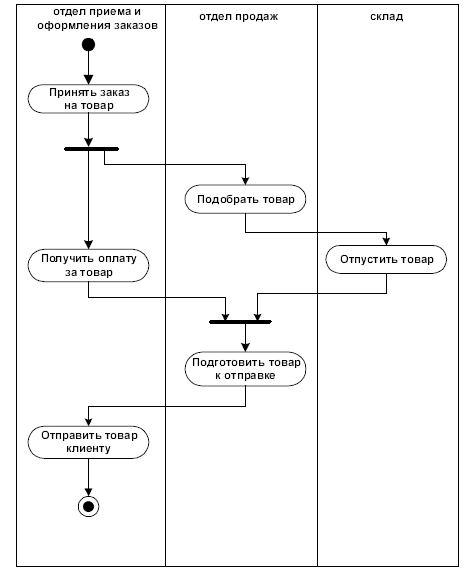 отдел приема и
оформления заказов
отдел продаж
склад
Принять заказ
на товар
Подобрать товар
Получить оплату
за товар
Отпустить товар
Подготовить товар
к отправке
Отправить товар
клиенту